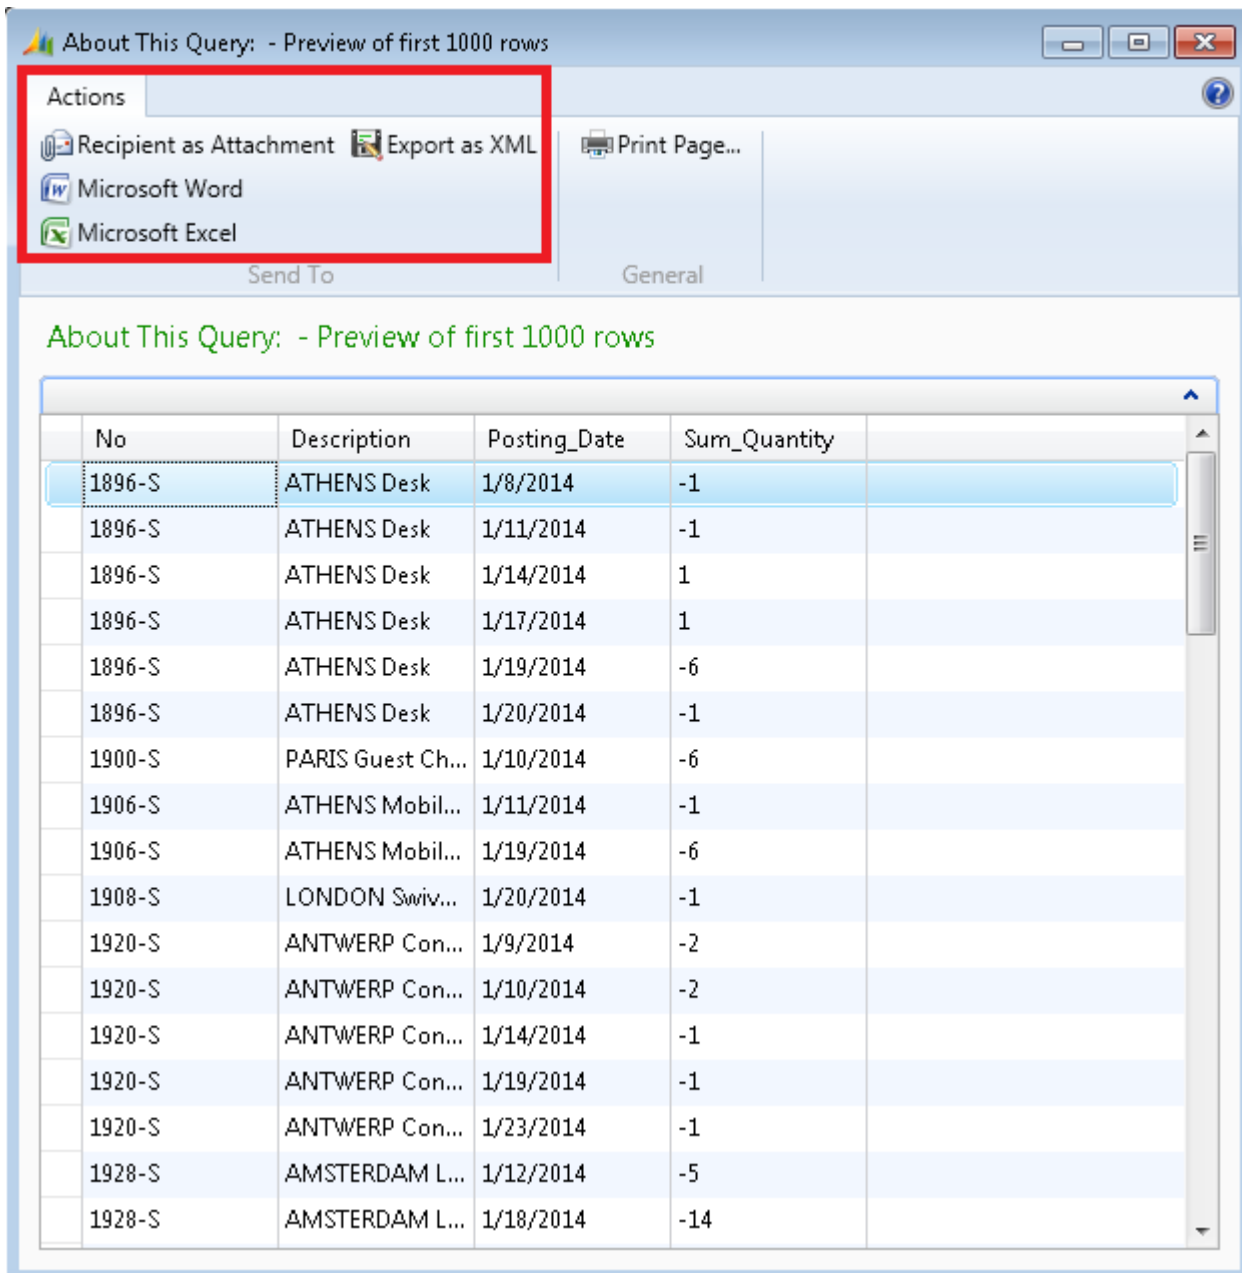 About This Query:  - Preview of first 1000 rows
Actions
Recipient as Attachment Export as XML Print Page...
Microsoft Word
Microsoft Excel
Send To General
About This Query:  - Preview of first 1000 rows
No Description Posting_Date Sum_Quantity
1896-S ATHENS Desk 1/8/2014 -1
1896-S ATHENS Desk 1/11/2014 -1
1896-S ATHENS Desk 1/14/2014 1
1896-S ATHENS Desk 1/17/2014 1
1896-S ATHENS Desk 1/19/2014 -6
1896-S ATHENS Desk 1/20/2014 -1
1900-S PARIS Guest Ch... 1/10/2014 -6
1906-S ATHENS Mobil... 1/11/2014 -1
1906-S ATHENS Mobil... 1/19/2014 -6
1908-S LONDON Swiv... 1/20/2014 -1
1920-S ANTWERP Con... 1/9/2014 -2
1920-S ANTWERP Con... 1/10/2014 -2
1920-S ANTWERP Con... 1/14/2014 -1
1920-S ANTWERP Con... 1/19/2014 -1
1920-S ANTWERP Con... 1/23/2014 -1
1928-S AMSTERDAM L... 1/12/2014 -5
1928-S AMSTERDAM L... 1/18/2014 -14